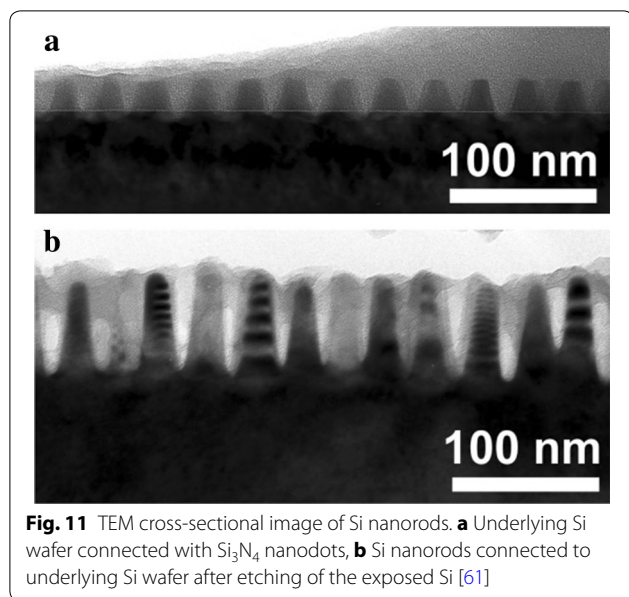 a
100 nm
b
100 nm
Fig. 11 TEM cross-sectional image of Si nanorods. a Underlying Si
wafer connected with Si₃N₄ nanodots, b Si nanorods connected to
underlying Si wafer after etching of the exposed Si [61]